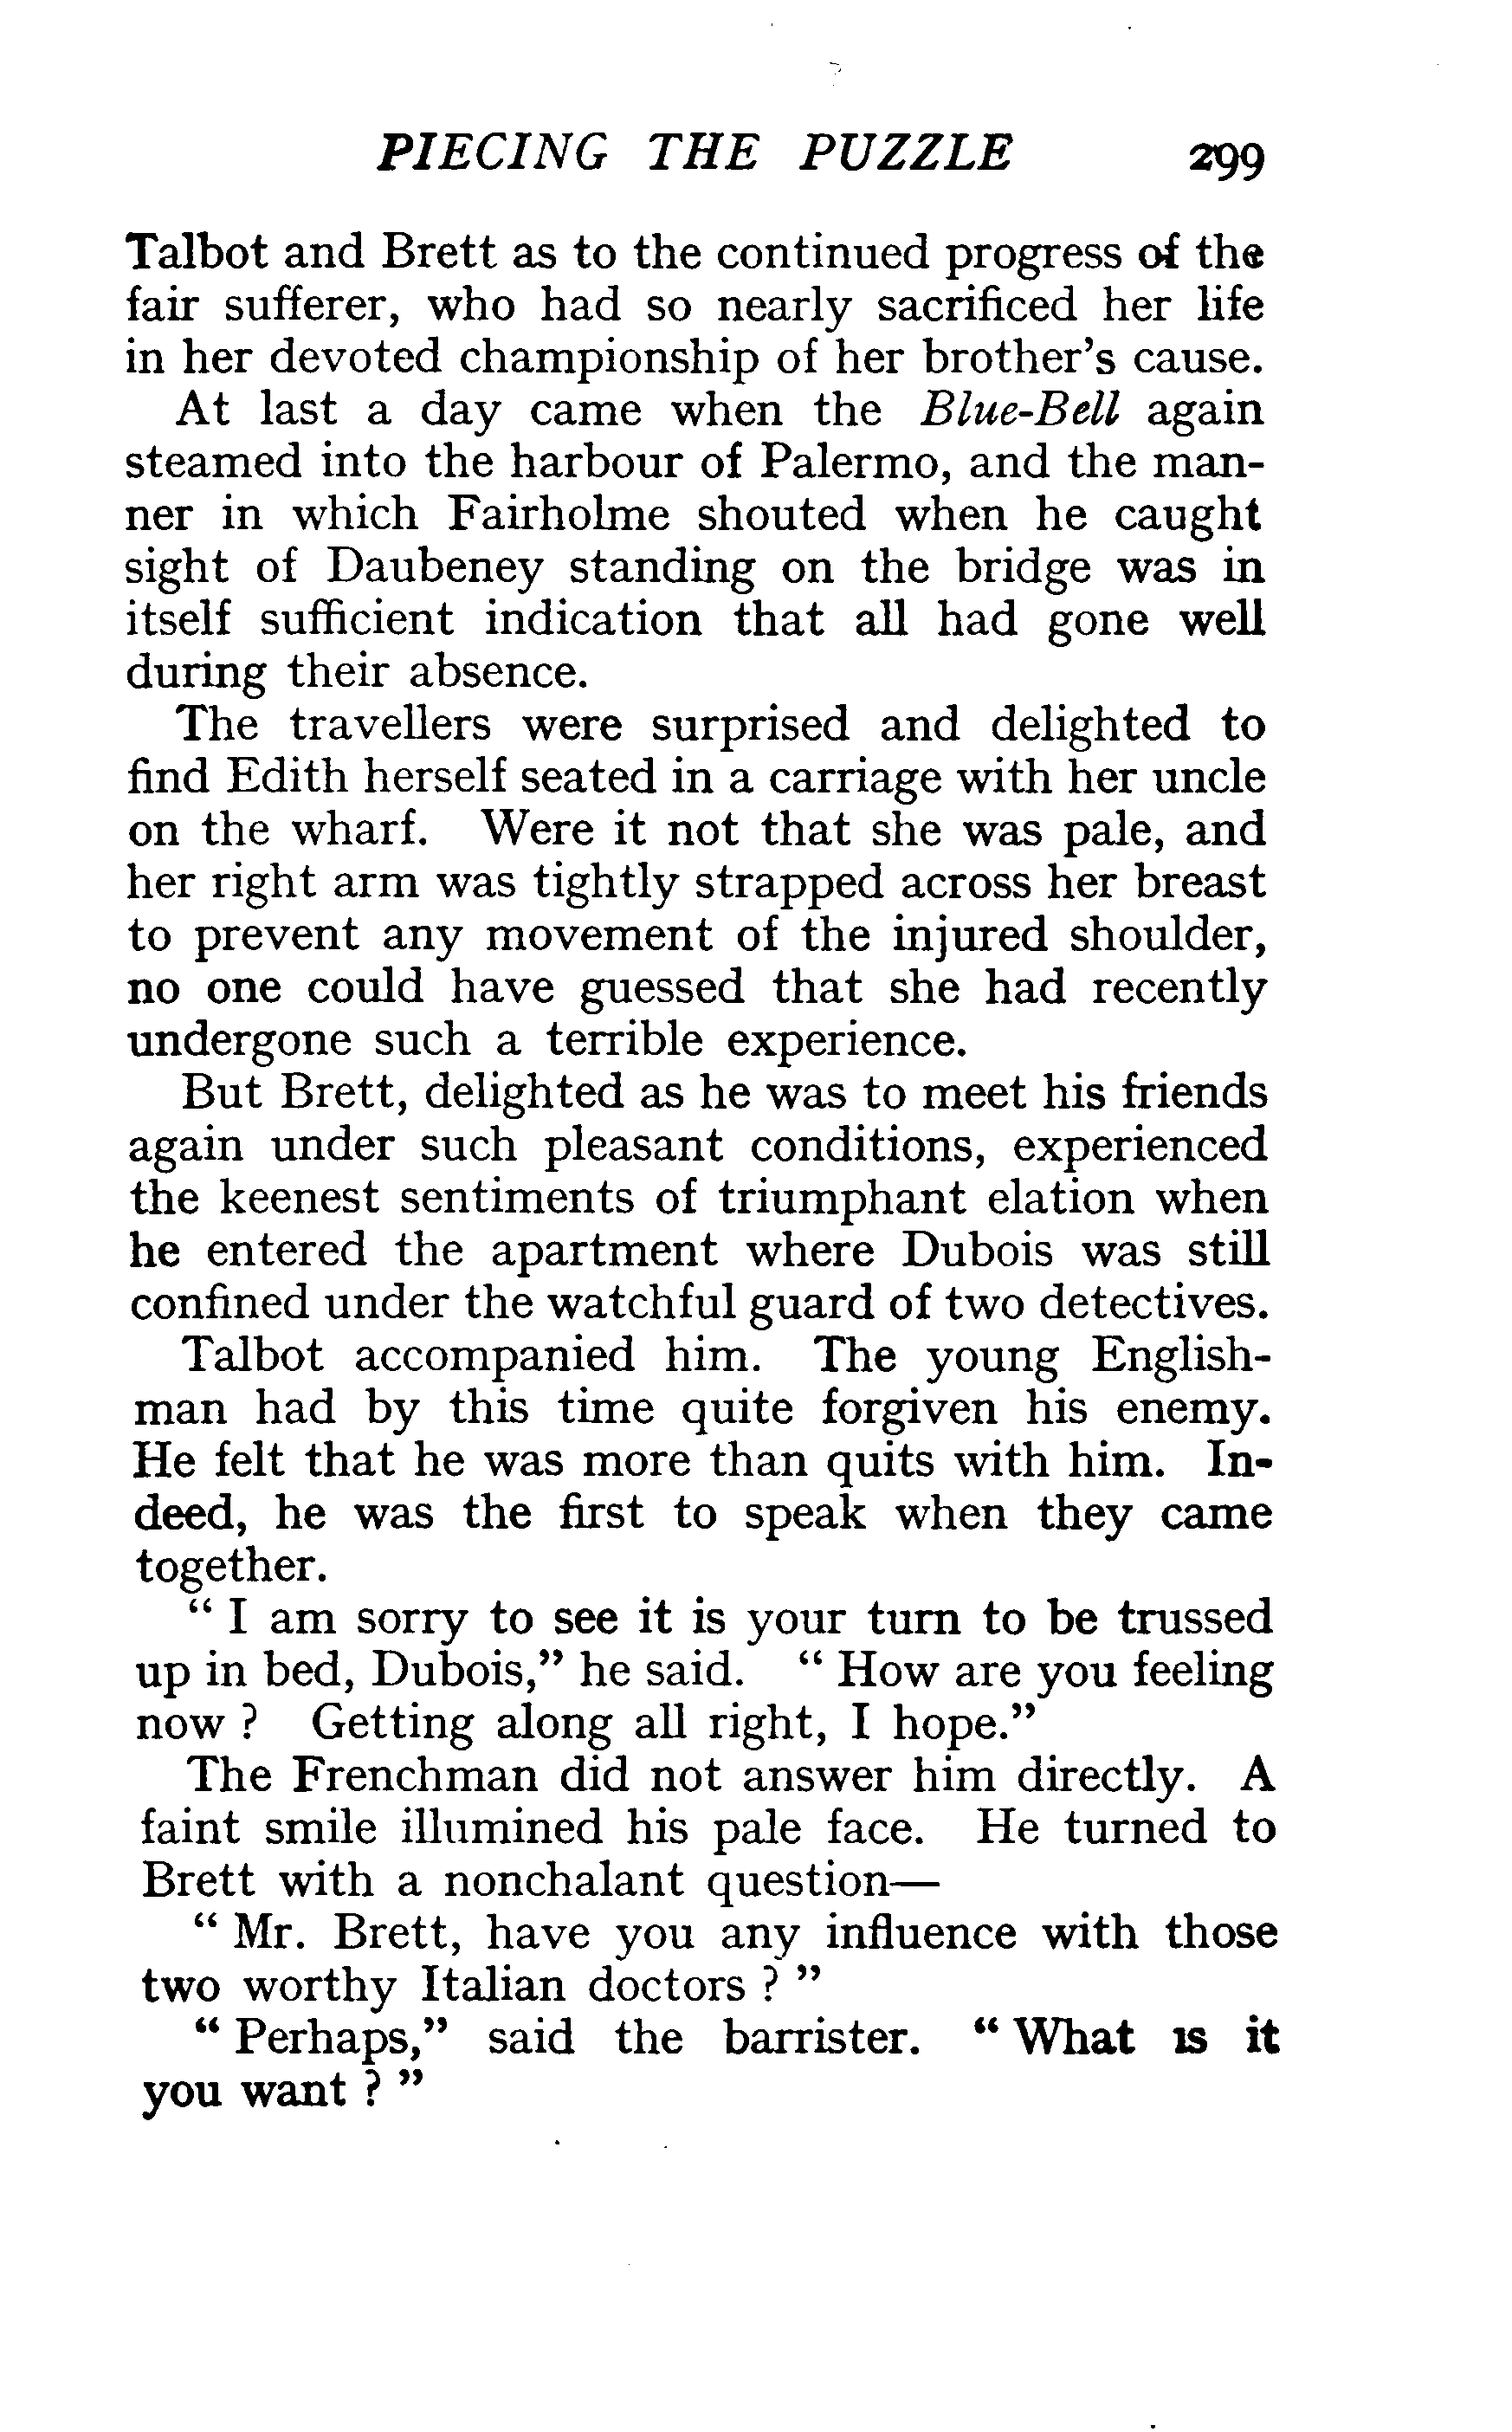 PIECING THE PUZZLE 299
Talbot and Brett as to the continued progress of the
fair sufferer, who had so nearly sacrificed her life
in her devoted championship of her brother's cause.
At last a day came when the Blue-Bell again
steamed into the harbour of Palermo, and the man-
ner in which Fairholme shouted when he caught
sight of Daubeney standing on the bridge was in
itself sufficient indication that all had gone well
during their absence.
The travellers were surprised and delighted to
find Edith herself seated in a carriage with her uncle
on the wharf. Were it not that she was pale, and
her right arm was tightly strapped across her breast
to prevent any movement of the injured shoulder,
no one could have guessed that she had recently
undergone such a terrible experience.
But Brett, delighted as he was to meet his friends
again under such pleasant conditions, experienced
the keenest sentiments of triumphant elation when
he entered the apartment where Dubois was still
confined under the watchful guard of two detectives.
Talbot accompanied him. The young English-
man had by this time quite forgiven his enemy.
He felt that he was more than quits with him. In-
deed, he was the first to speak when they came
together.
" I am sorry to see it is your turn to be trussed
up in bed, Dubois," he said. " How are you feeling
now ? Getting along all right, I hope."
The Frenchman did not answer him directly. A
faint smile illumined his pale face. He turned to
Brett with a nonchalant question—
" Mr. Brett, have you any influence with those
two worthy Italian doctors ? "
" Perhaps," said the barrister. " What is it
you want ? "